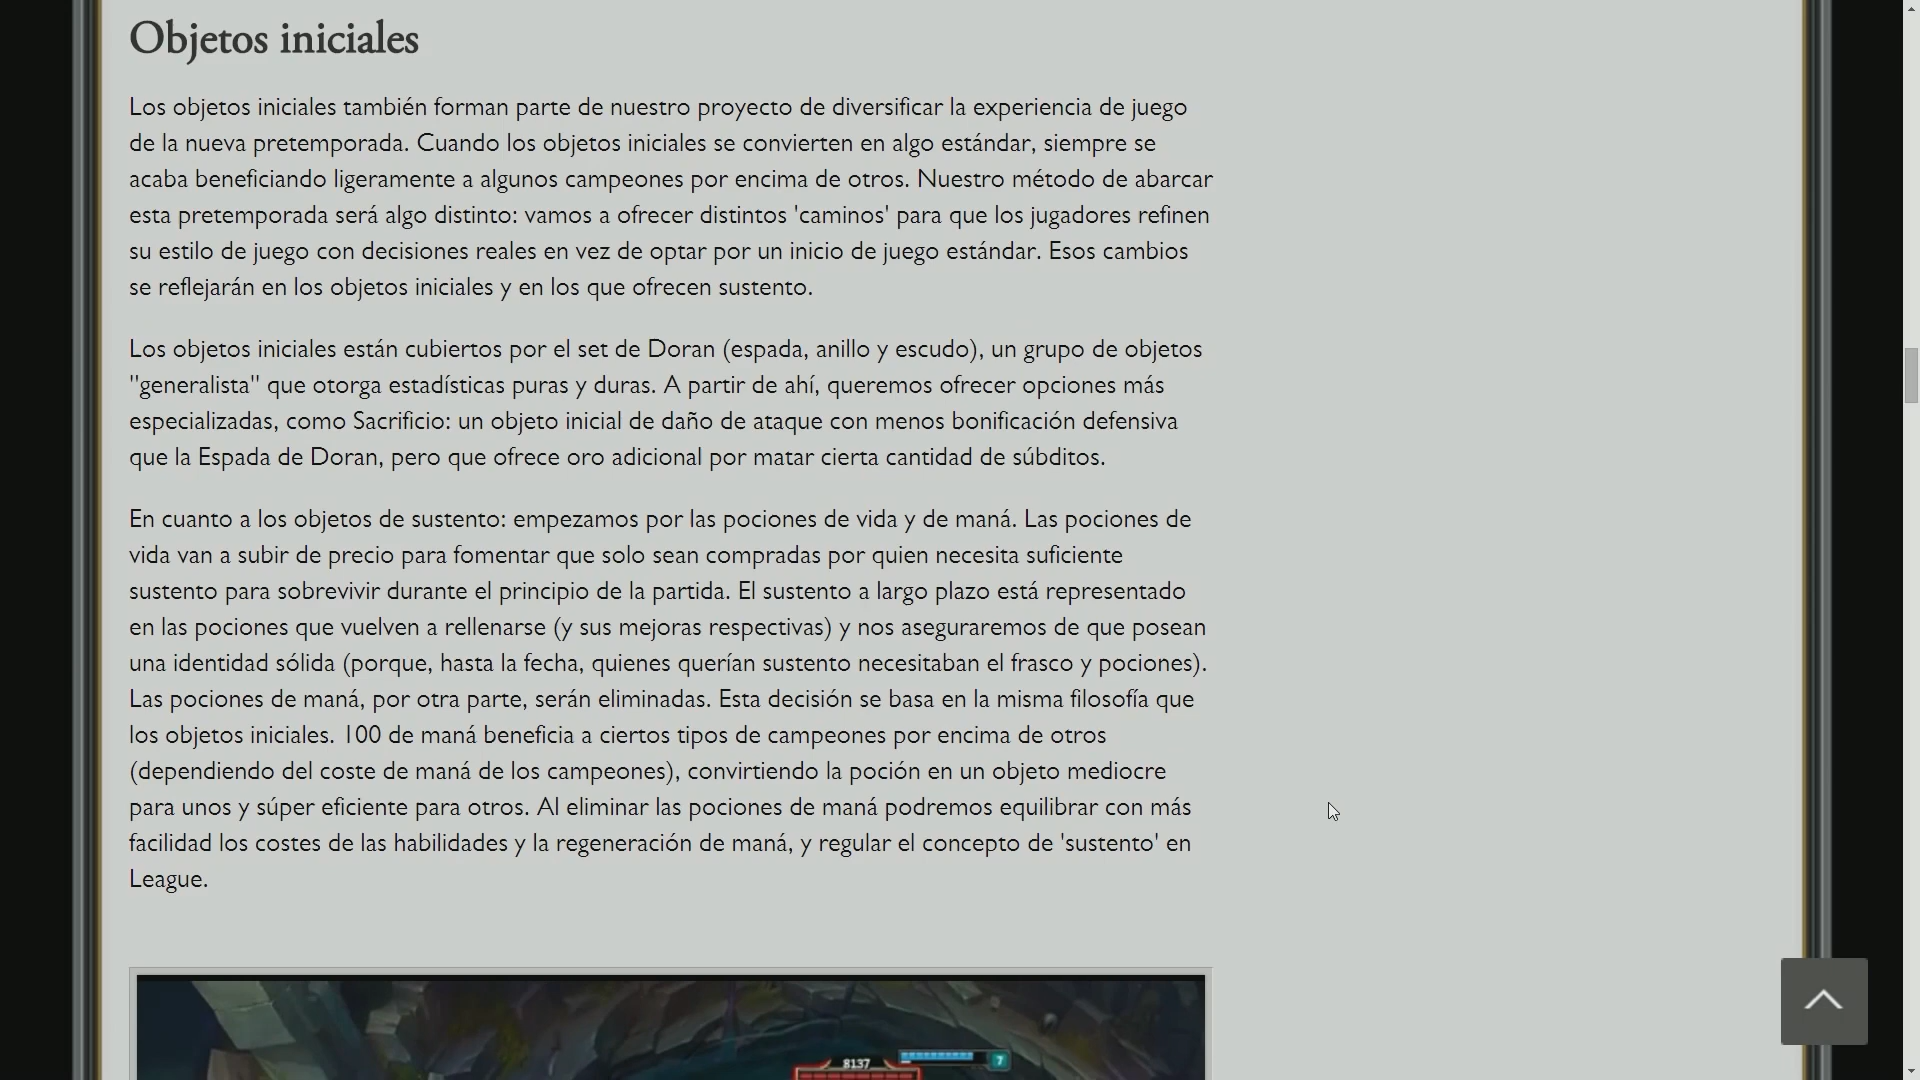 Objetos iniciales
Los objetos iniciales también forman parte de nuestro proyecto de diversificar la experiencia de juego
de la nueva pretemporada. Cuando los objetos iniciales se convierten en algo estándar, siempre se
acaba beneficiando ligeramente a algunos campeones por encima de otros. Nuestro método de abarcar
esta pretemporada será algo distinto: vamos a ofrecer distintos 'caminos' para que los jugadores refinen
su estilo de juego con decisiones reales en vez de optar por un inicio de juego estándar. Esos cambios
se reflejarán en los objetos iniciales y en los que ofrecen sustento.
Los objetos iniciales están cubiertos por el set de Doran (espada, anillo y escudo), un grupo de objetos
"generalista" que otorga estadísticas puras y duras. A partir de ahí, queremos ofrecer opciones más
especializadas, como Sacrificio: un objeto inicial de daño de ataque con menos bonificación defensiva
que la Espada de Doran, pero que ofrece oro adicional por matar cierta cantidad de súbditos.
En cuanto a los objetos de sustento: empezamos por las pociones de vida y de maná. Las pociones de
vida van a subir de precio para fomentar que solo sean compradas por quien necesita suficiente
sustento para sobrevivir durante el principio de la partida. El sustento a largo plazo está representado
en las pociones que vuelven a rellenarse (y sus mejoras respectivas) y nos aseguraremos de que posean
una identidad sólida (porque, hasta la fecha, quienes querían sustento necesitaban el frasco y pociones).
Las pociones de maná, por otra parte, serán eliminadas. Esta decisión se basa en la misma filosofía que
los objetos iniciales. 100 de maná beneficia a ciertos tipos de campeones por encima de otros
(dependiendo del coste de maná de los campeones), convirtiendo la poción en un objeto mediocre
para unos y súper eficiente para otros. Al eliminar las pociones de maná podremos equilibrar con más
facilidad los costes de las habilidades y la regeneración de maná, y regular el concepto de 'sustento' en
League.
8137
7